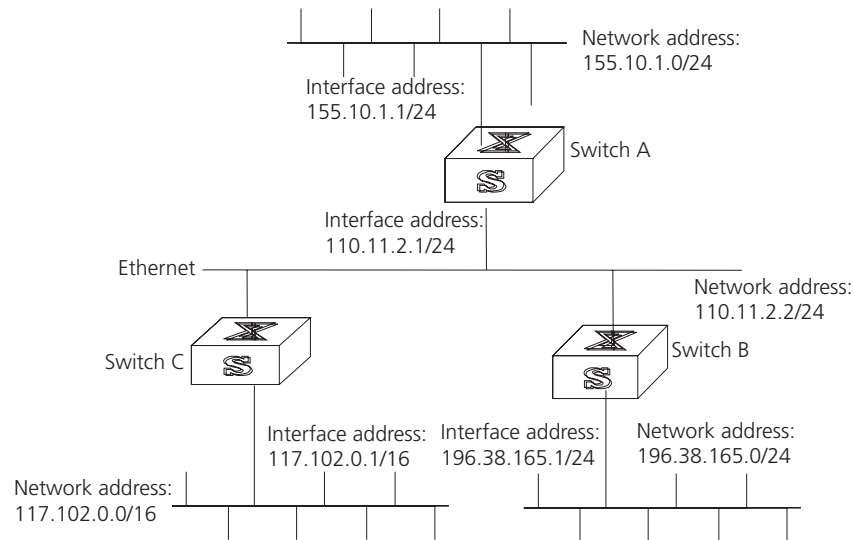 Network address:
155.10.1.0/24
Interface address:
155.10.1.1/24
Switch A
S
Interface address:
110.11.2.1/24
Ethernet
Network address:
110.11.2.2/24
Switch C
S
Switch B
S
Interface address:
117.102.0.1/16
Interface address:
196.38.165.1/24
Network address:
196.38.165.0/24
Network address:
117.102.0.0/16